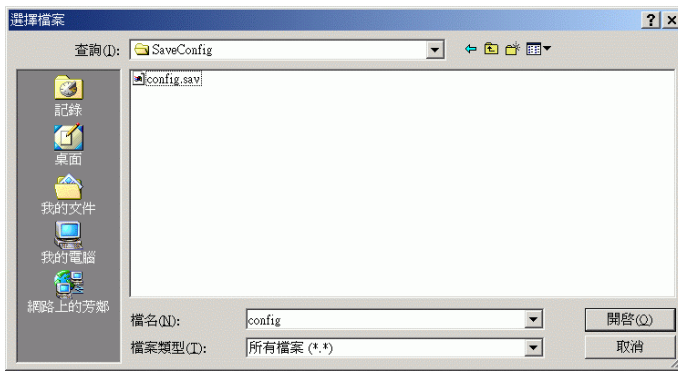 選擇檔案
查詢(I): SaveConfig
config.sav
記錄
桌面
我的文件
我的電腦
網路上的芳鄰
檔名(N): config 開啓(O)
檔案類型(T): 所有檔案 (*.*) 取消